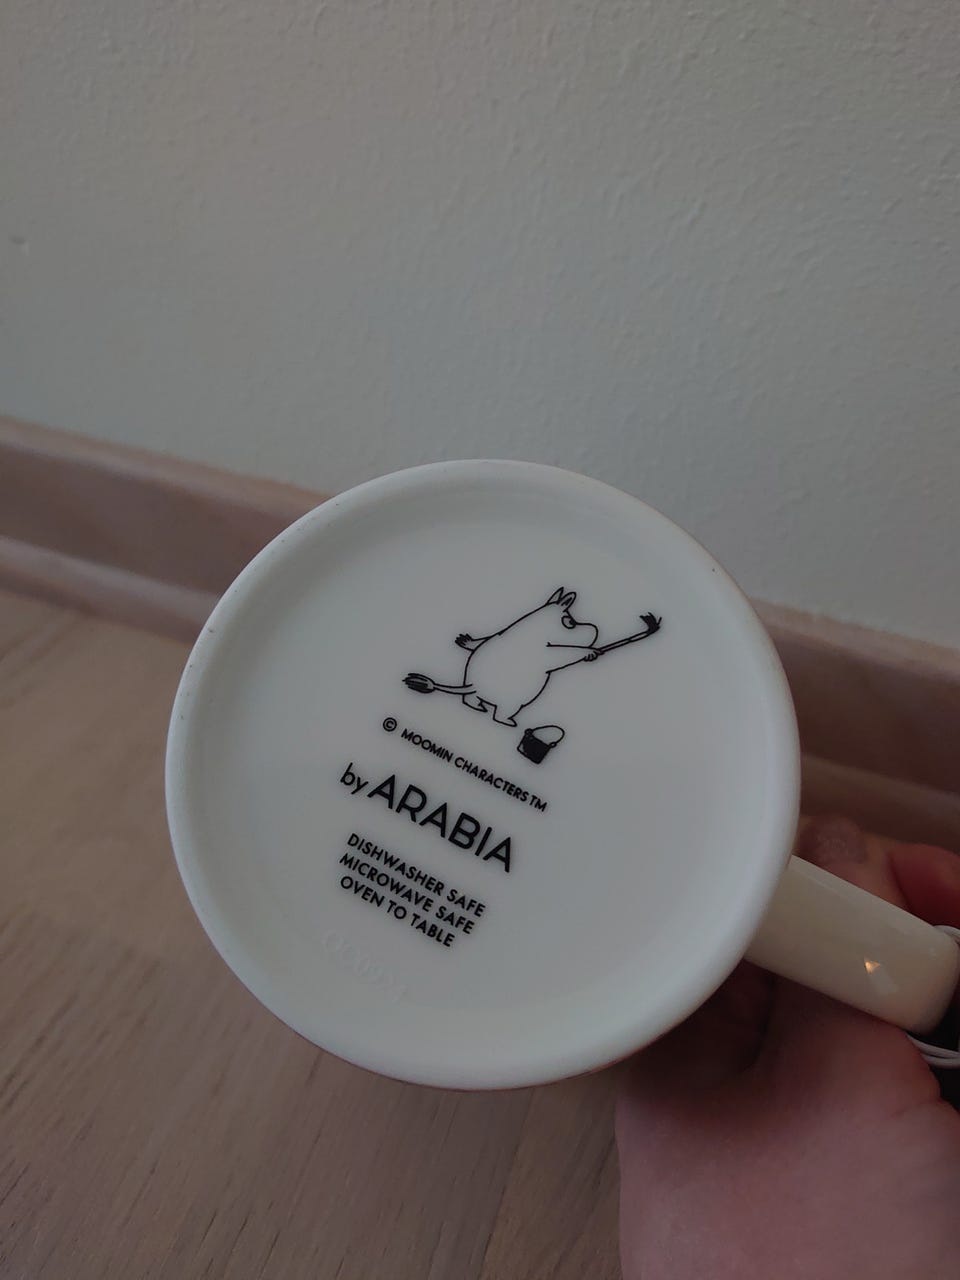 © MOOMIN CHARACTERS™
by ARABIA
DISHWASHER SAFE
MICROWAVE SAFE
OVEN TO TABLE